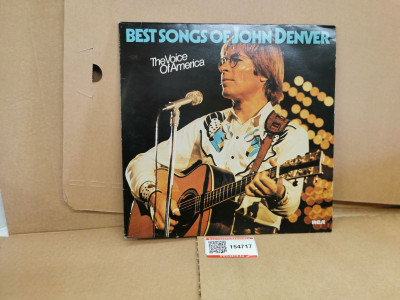 BEST SONGS OF JOHN DENVER
The Voice
Of America
RCA
154717